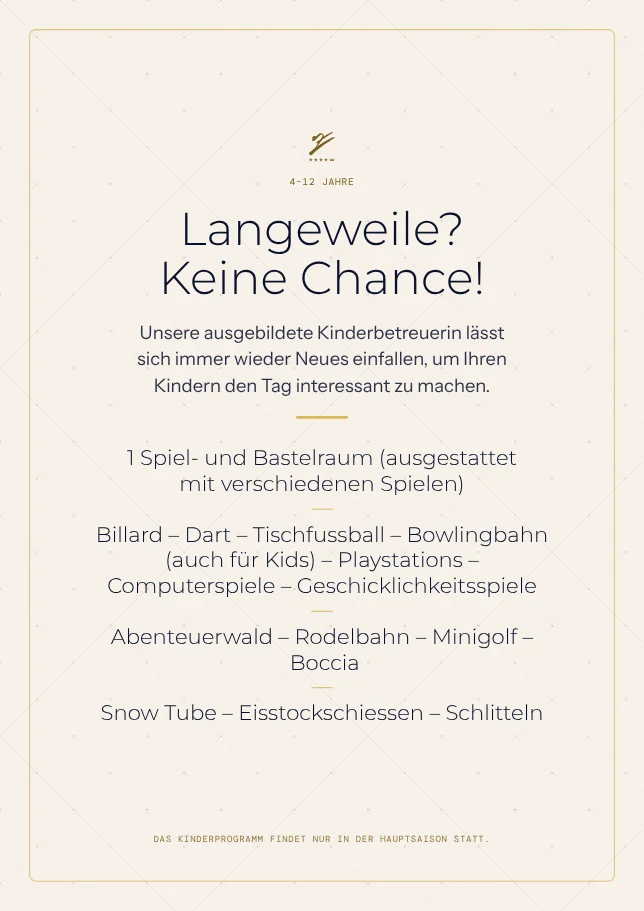 4–12 JAHRE
Langeweile?
Keine Chance!
Unsere ausgebildete Kinderbetreuerin lässt
sich immer wieder Neues einfallen, um Ihren
Kindern den Tag interessant zu machen.
1 Spiel- und Bastelraum (ausgestattet
mit verschiedenen Spielen)
Billard – Dart – Tischfussball – Bowlingbahn
(auch für Kids) – Playstations –
Computerspiele – Geschicklichkeitsspiele
Abenteuerwald – Rodelbahn – Minigolf –
Boccia
Snow Tube – Eisstockschiessen – Schlitteln
DAS KINDERPROGRAMM FINDET NUR IN DER HAUPTSAISON STATT.